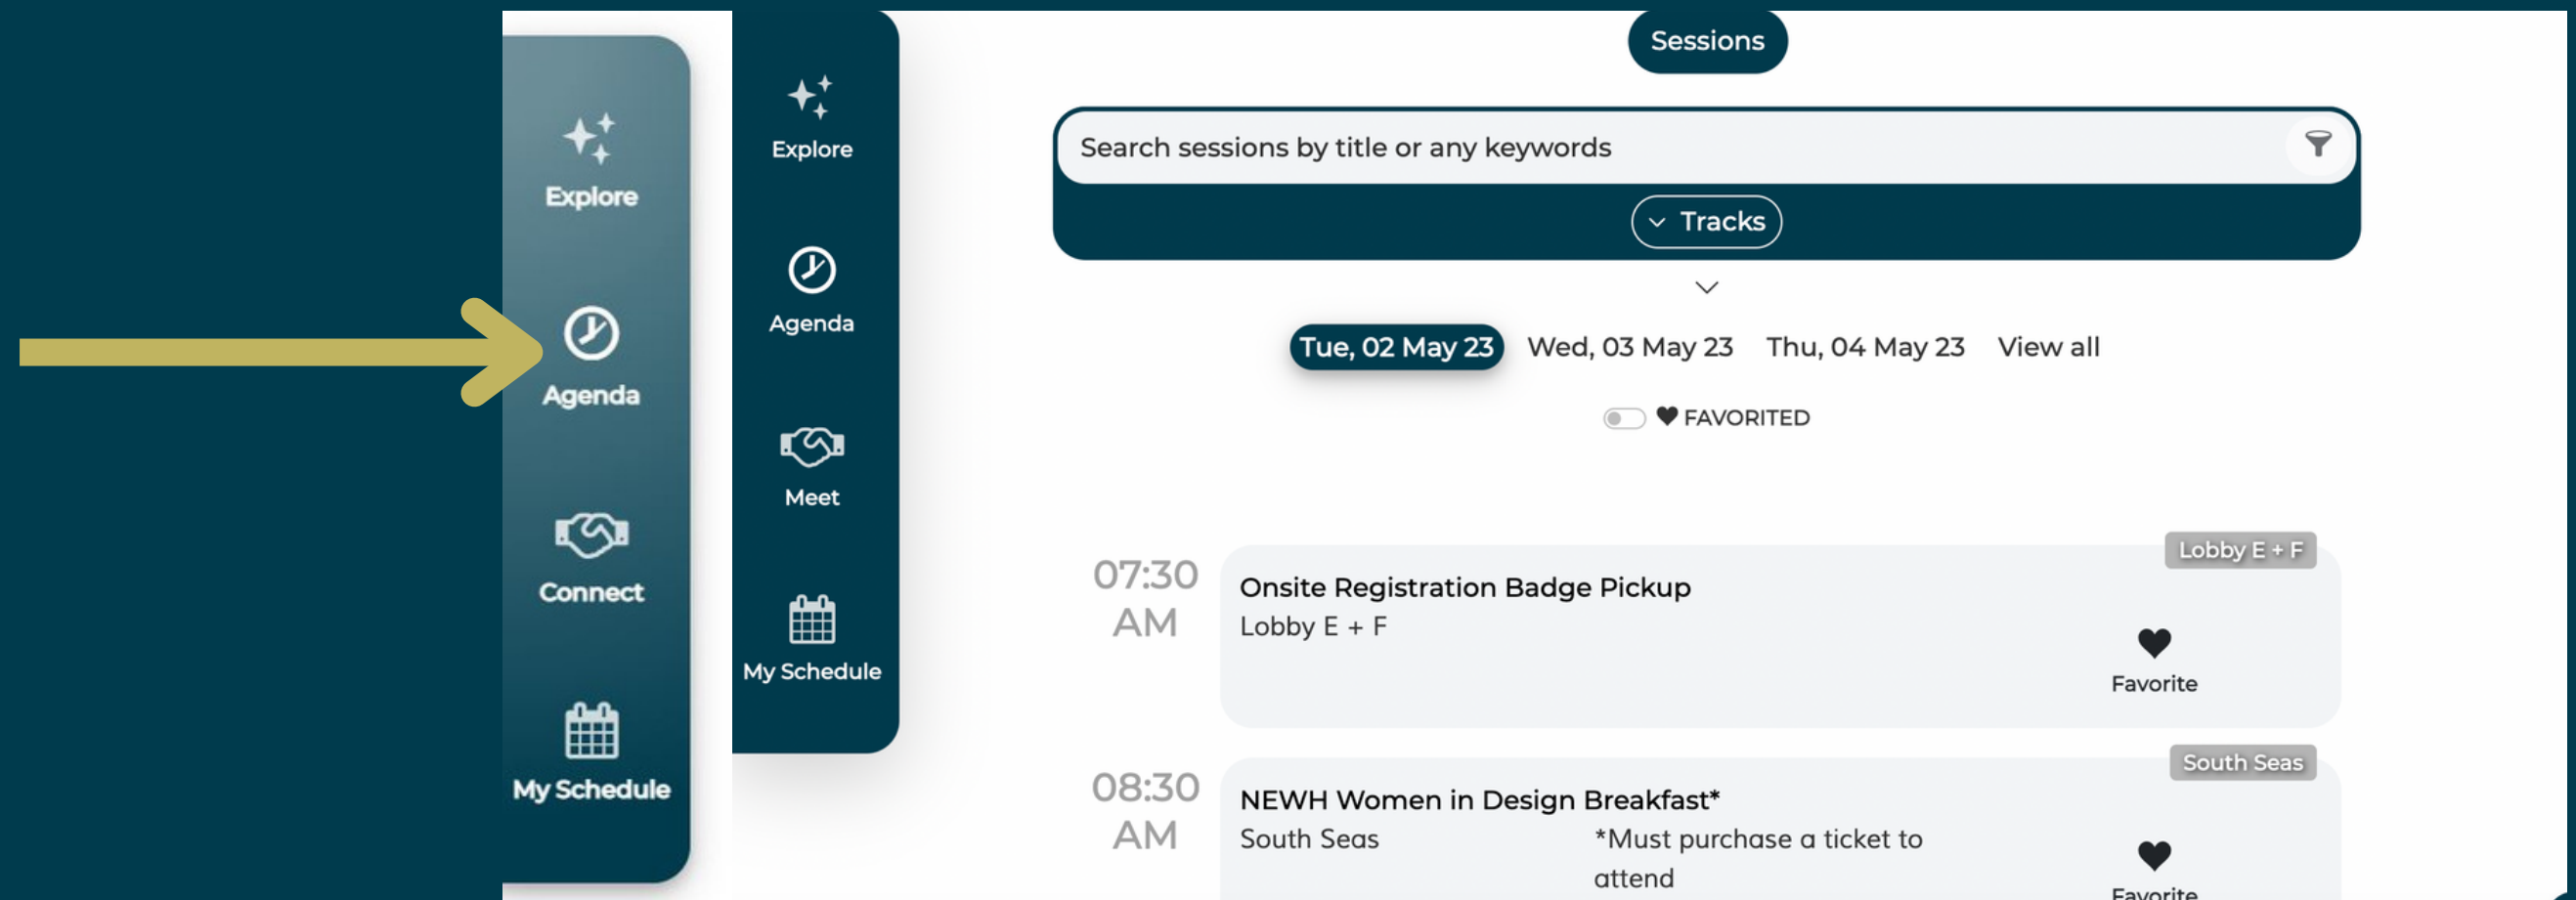 Explore
Agenda
Connect
My Schedule
Explore
Agenda
Meet
My Schedule
Sessions
Search sessions by title or any keywords
Tracks
Tue, 02 May 23 Wed, 03 May 23 Thu, 04 May 23 View all
FAVORITED
07:30
AM
Lobby E + F
Onsite Registration Badge Pickup
Lobby E + F
Favorite
08:30
AM
South Seas
NEWH Women in Design Breakfast*
South Seas
*Must purchase a ticket to
attend
Favorite